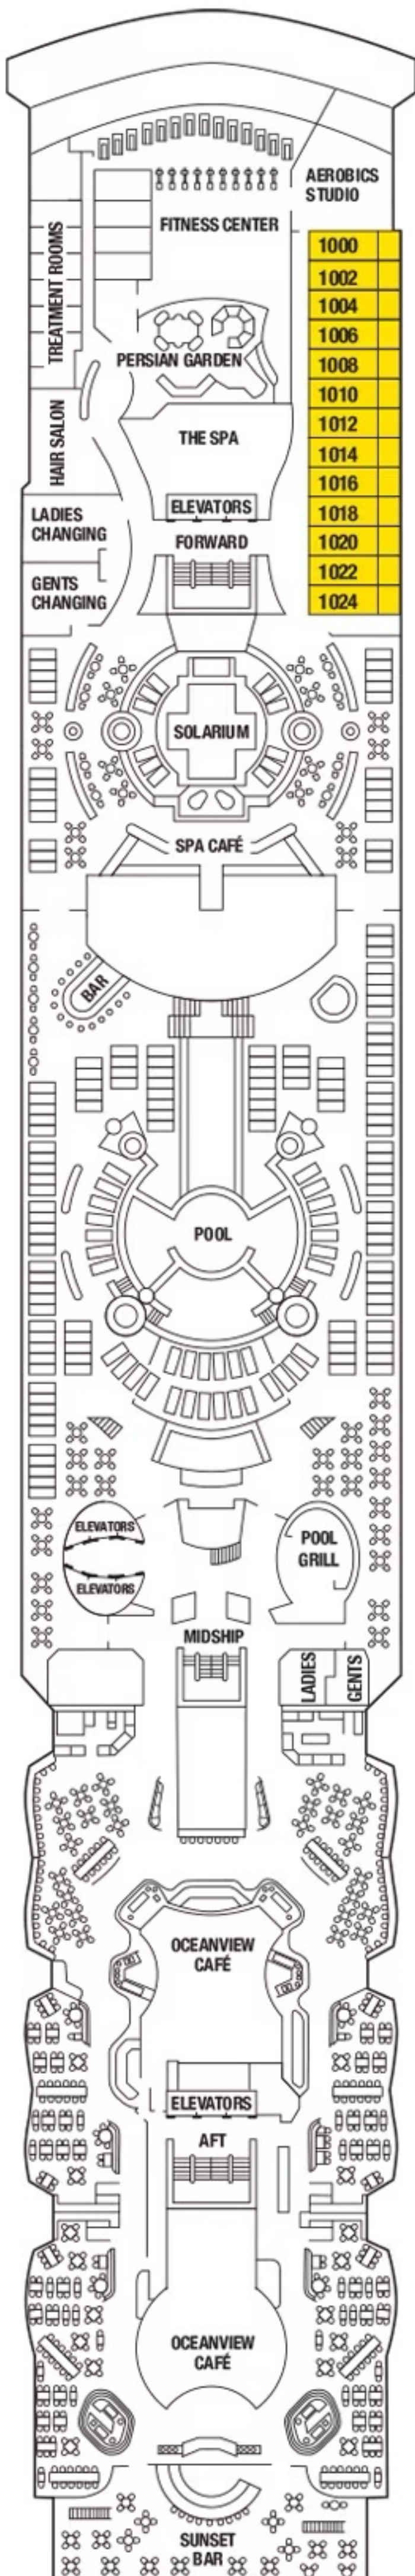 AEROBICS
STUDIO
FITNESS CENTER
TREATMENT ROOMS
1000
1002
1004
1006
1008
1010
1012
1014
1016
1018
1020
1022
1024
PERSIAN GARDEN
HAIR SALON
THE SPA
ELEVATORS
LADIES
CHANGING
FORWARD
GENTS
CHANGING
SOLARIUM
SPA CAFÉ
BAR
POOL
ELEVATORS
ELEVATORS
POOL
GRILL
MIDSHIP
LADIES
GENTS
OCEANVIEW
CAFÉ
ELEVATORS
AFT
OCEANVIEW
CAFÉ
SUNSET
BAR